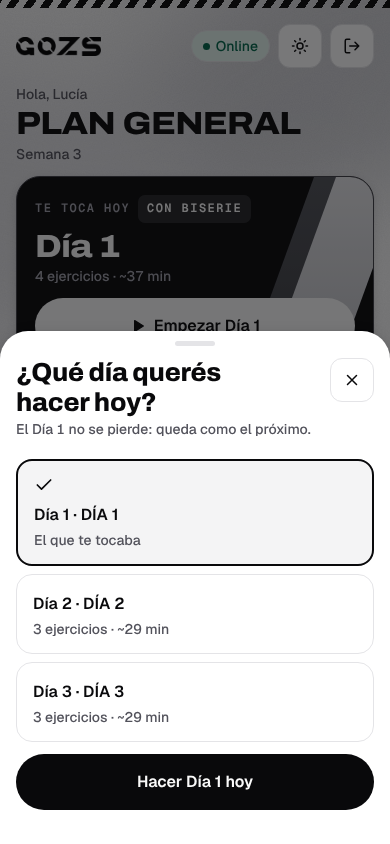 GOZS
Online
Hola, Lucía
PLAN GENERAL
Semana 3
TE TOCA HOY CON BISERIE
Día 1
4 ejercicios · ~37 min
Empezar Día 1
¿Qué día querés
hacer hoy?
El Día 1 no se pierde: queda como el próximo.
Día 1 · DÍA 1
El que te tocaba
Día 2 · DÍA 2
3 ejercicios · ~29 min
Día 3 · DÍA 3
3 ejercicios · ~29 min
Hacer Día 1 hoy